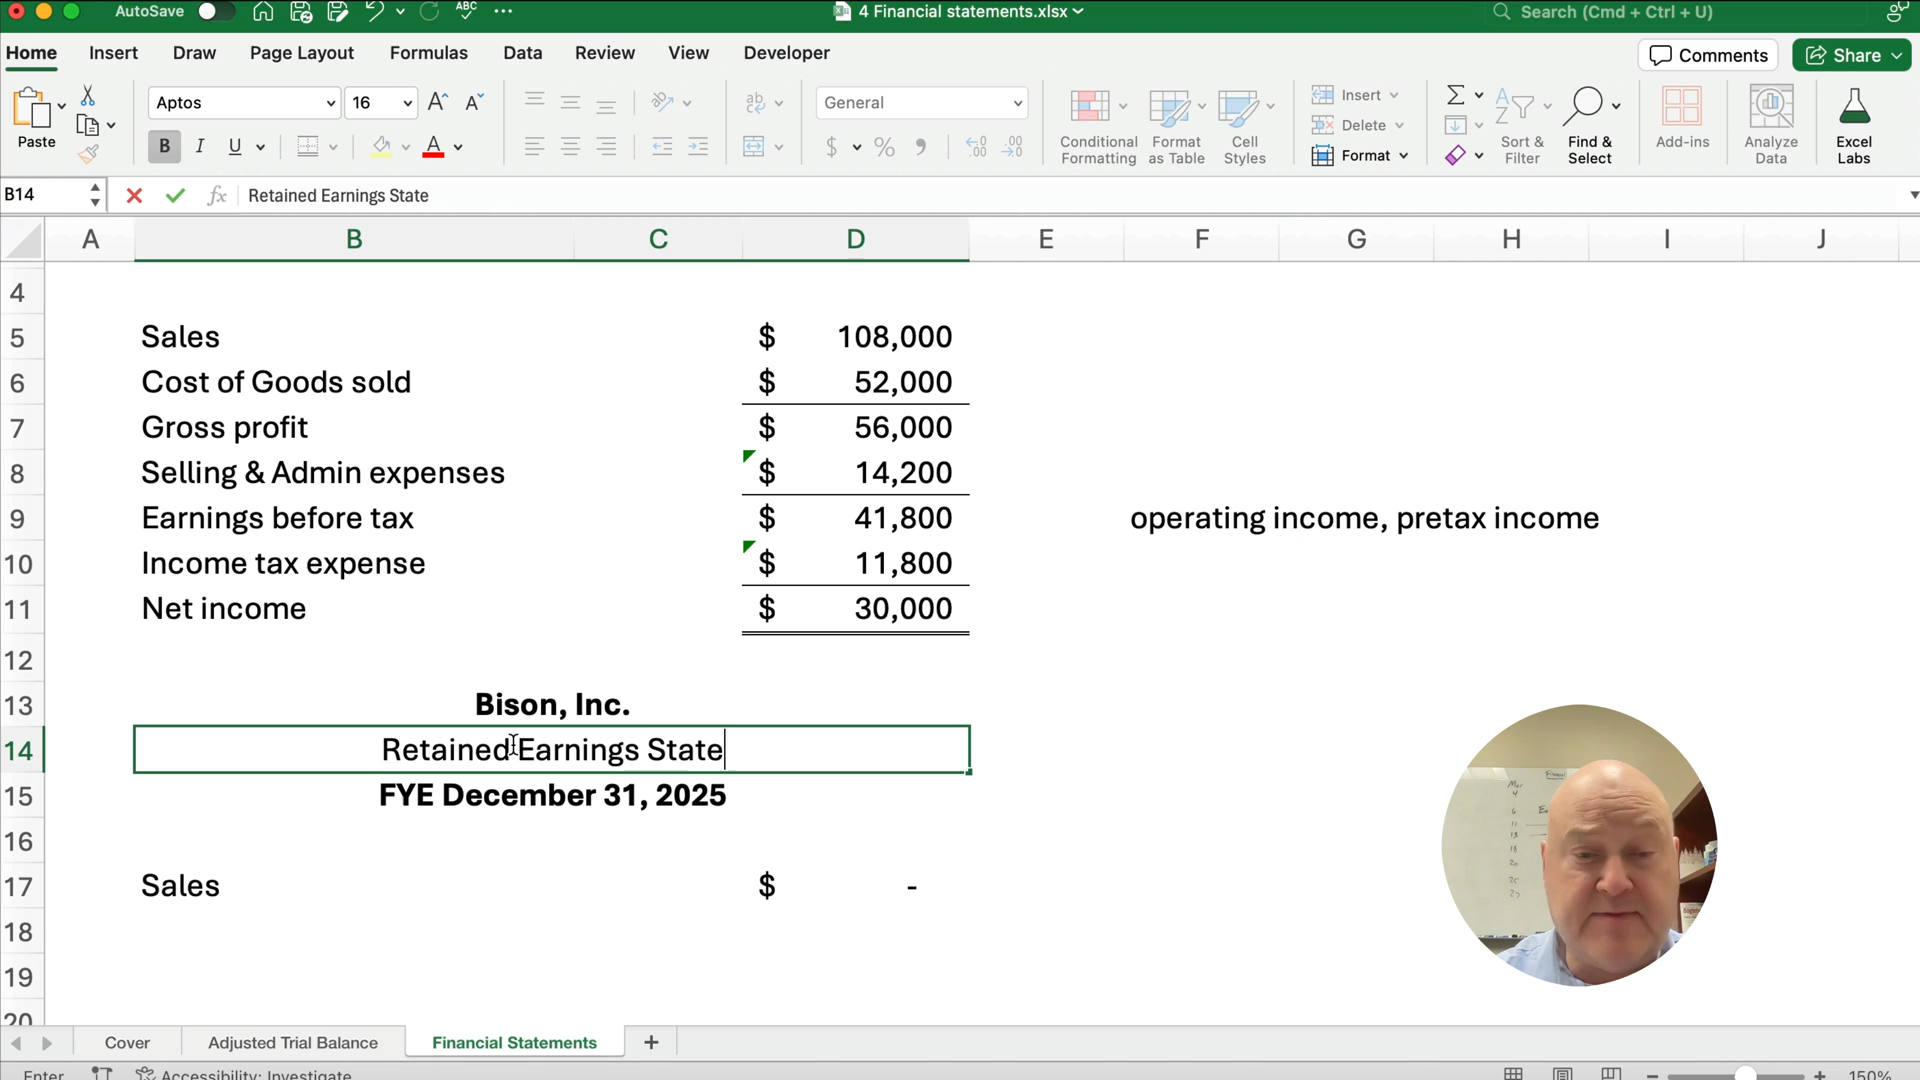 AutoSave
ABC
4 Financial statements.xlsx
Search (Cmd + Ctrl + U)
Home Insert Draw Page Layout Formulas Data Review View Developer
Comments
Share
Paste
Aptos
16
B I U
General
$ %
Conditional Formatting
Format as Table
Cell Styles
Insert
Delete
Format
Sort & Filter
Find & Select
Add-ins
Analyze Data
Excel Labs
B14 fx Retained Earnings State
A B C D E F G H I J
4
5 Sales $ 108,000
6 Cost of Goods sold $ 52,000
7 Gross profit $ 56,000
8 Selling & Admin expenses $ 14,200
9 Earnings before tax $ 41,800 operating income, pretax income
10 Income tax expense $ 11,800
11 Net income $ 30,000
12
13 Bison, Inc.
14 Retained Earnings State
15 FYE December 31, 2025
16
17 Sales $ -
18
19
20
Cover Adjusted Trial Balance Financial Statements +
Enter Accessibility: Investigate 150%